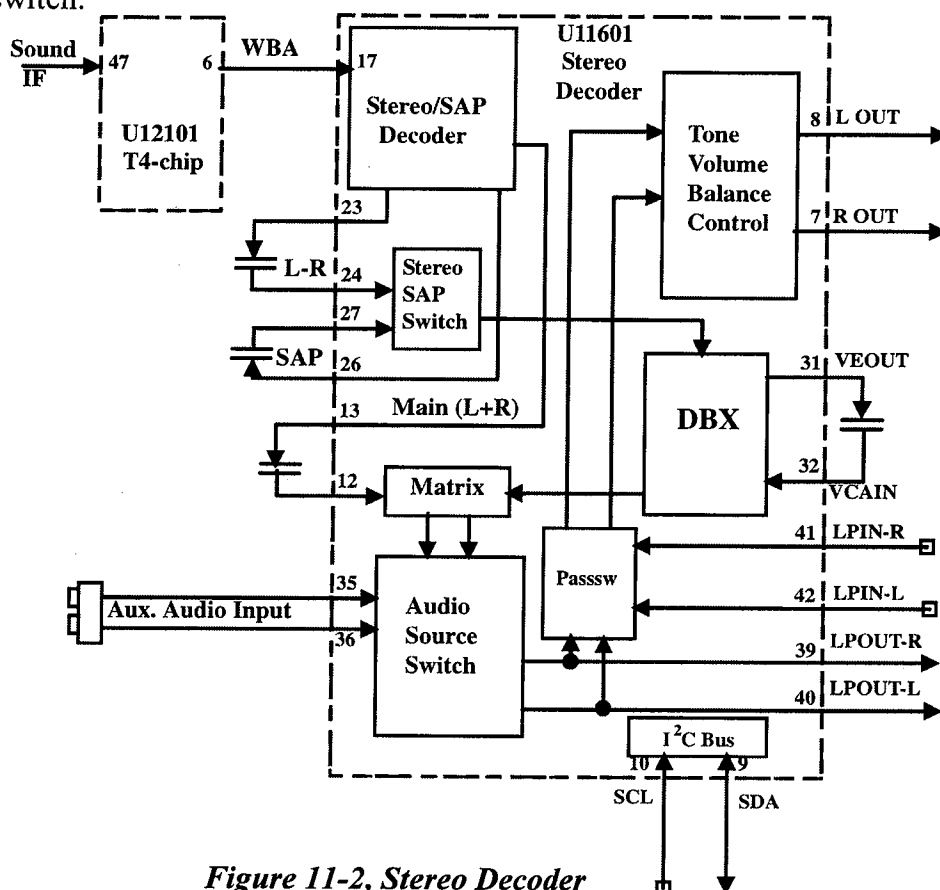 switch.
Sound
IF
47
6
WBA
U12101
T4-chip
U11601
Stereo
Decoder
17
Stereo/SAP
Decoder
Tone
Volume
Balance
Control
8 L OUT
7 R OUT
23
L-R
24
27
SAP
26
Stereo
SAP
Switch
13 Main (L+R)
12
Matrix
DBX
31 VEOUT
32
VCAIN
41 LPIN-R
42 LPIN-L
Passsw
35
Aux. Audio Input
36
Audio
Source
Switch
39
LPOUT-R
40
LPOUT-L
I²C Bus
10
9
SCL
SDA
Figure 11-2, Stereo Decoder